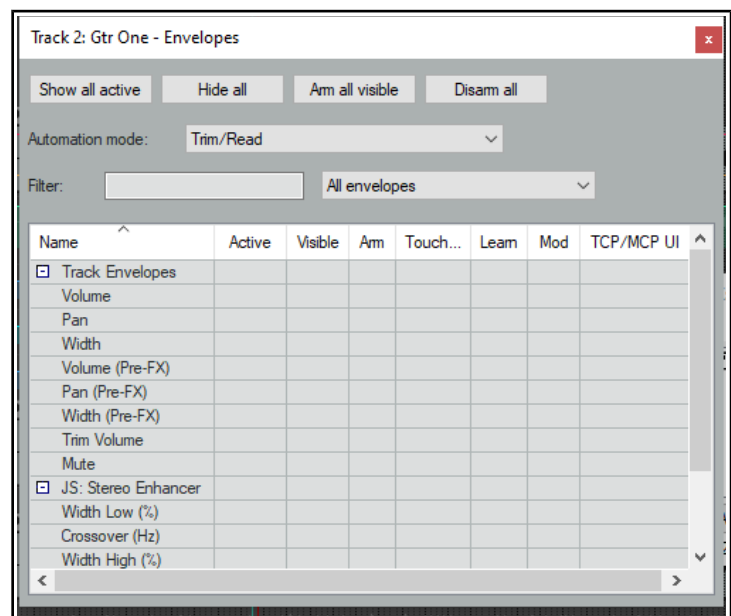 Track 2: Gtr One - Envelopes x
Show all active Hide all Arm all visible Disarm all
Automation mode: Trim/Read
Filter: All envelopes
Name Active Visible Arm Touch... Learn Mod TCP/MCP UI
Track Envelopes
Volume
Pan
Width
Volume (Pre-FX)
Pan (Pre-FX)
Width (Pre-FX)
Trim Volume
Mute
JS: Stereo Enhancer
Width Low (%)
Crossover (Hz)
Width High (%)